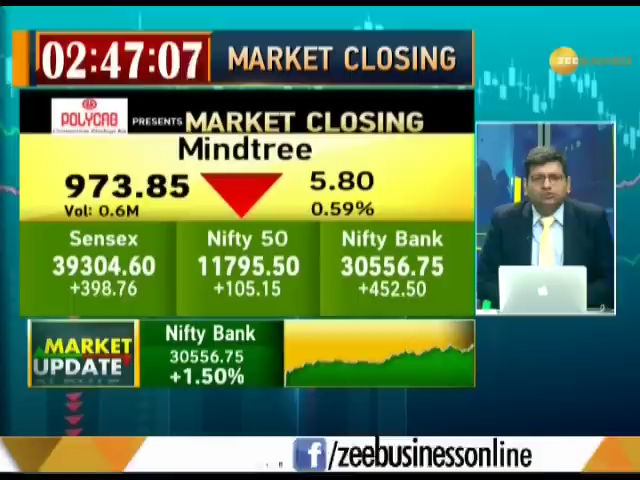 02:47:07 MARKET CLOSING
ZEE BUSINESS
POLYCAB PRESENTS MARKET CLOSING
Mindtree
973.85 5.80
Vol: 0.6M 0.59%
Sensex Nifty 50 Nifty Bank
39304.60 11795.50 30556.75
+398.76 +105.15 +452.50
MARKET UPDATE
Nifty Bank
30556.75
+1.50%
f/zeebusinessonline